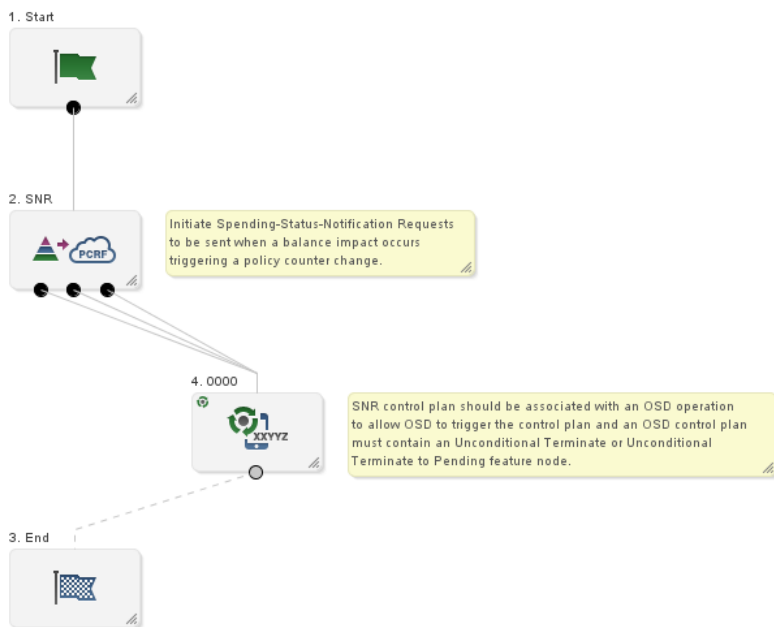 1. Start
2. SNR
PCRF
Initiate Spending-Status-Notification Requests
to be sent when a balance impact occurs
triggering a policy counter change.
4. 0000
XXYYZ
SNR control plan should be associated with an OSD operation
to allow OSD to trigger the control plan and an OSD control plan
must contain an Unconditional Terminate or Unconditional
Terminate to Pending feature node.
3. End